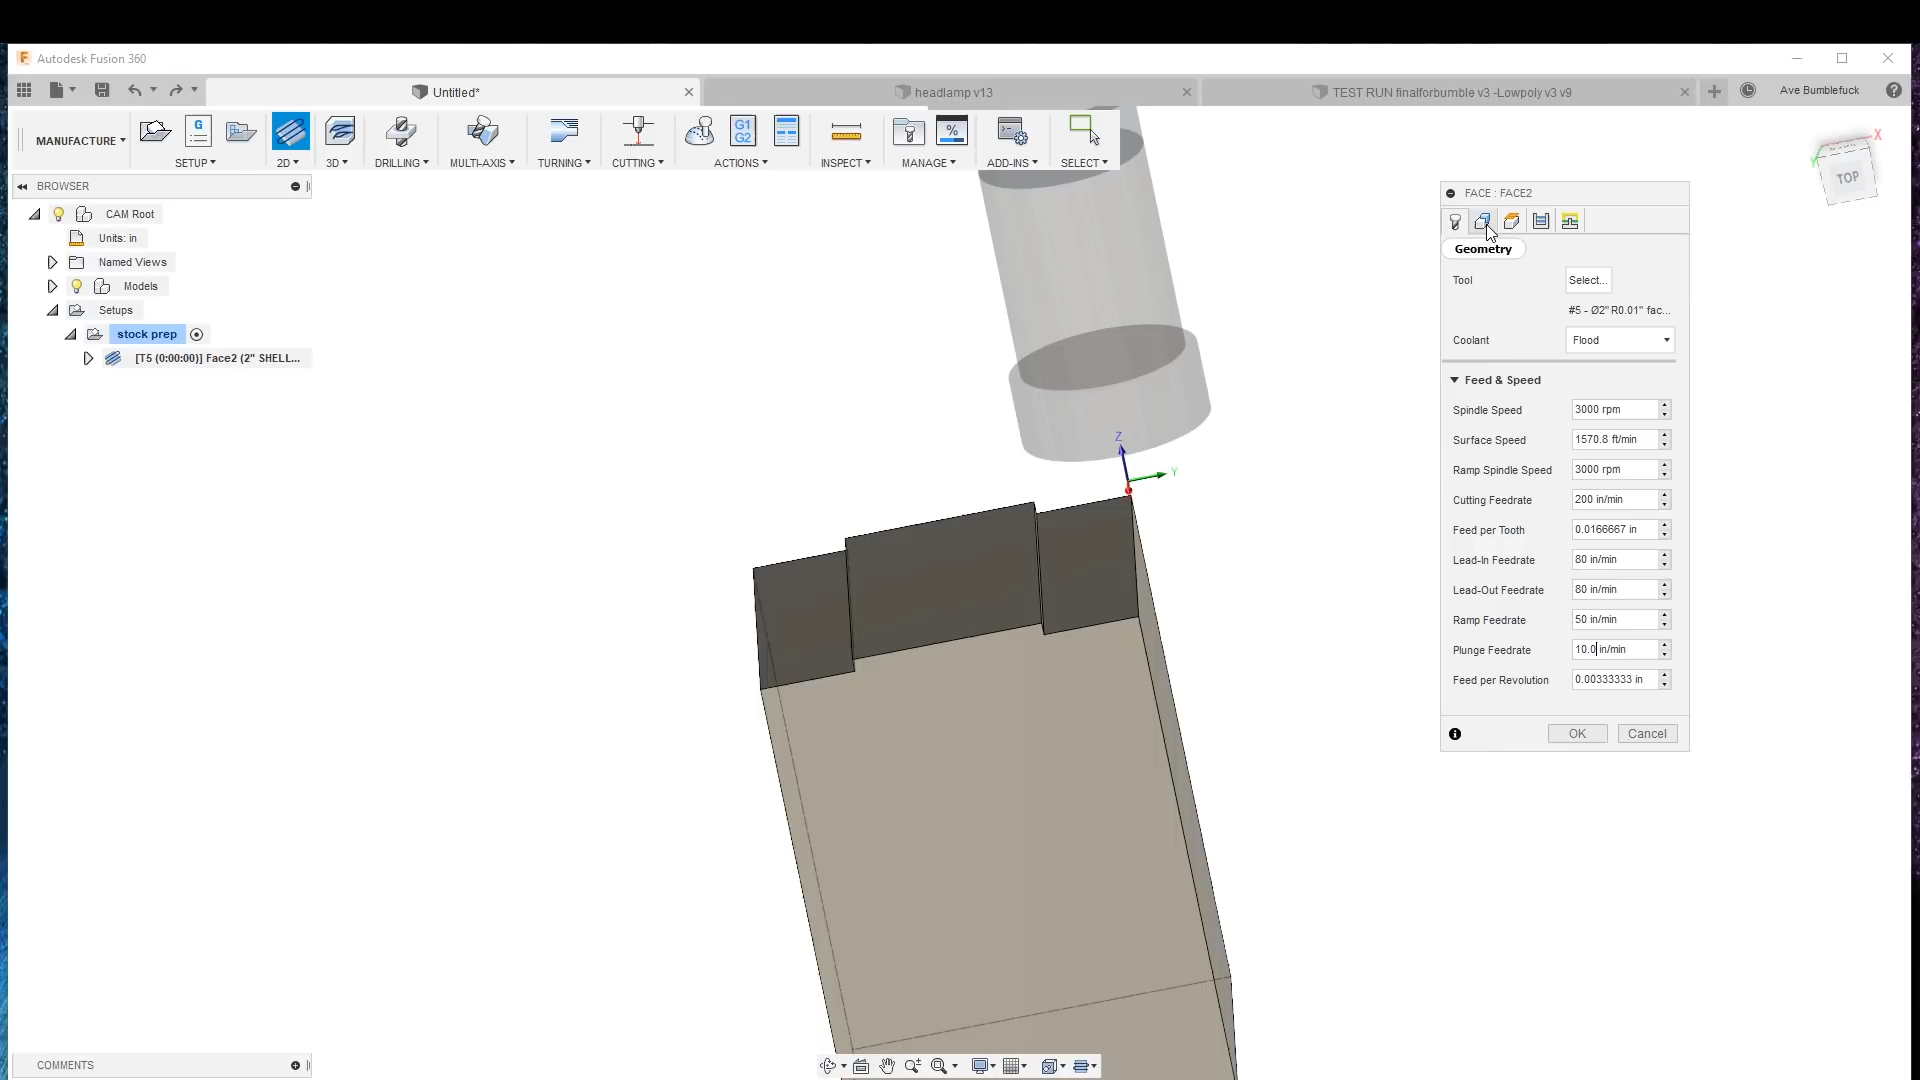 Autodesk Fusion 360
Untitled*
headlamp v13
TEST RUN finalforbumble v3 -Lowpoly v3 v9
Ave Bumblefuck
MANUFACTURE
SETUP
2D
3D
DRILLING
MULTI-AXIS
TURNING
CUTTING
ACTIONS
INSPECT
MANAGE
ADD-INS
SELECT
G
G1
G2
%
BROWSER
CAM Root
Units: in
Named Views
Models
Setups
stock prep
[T5 (0:00:00)] Face2 (2" SHELL...
Z
Y
X
Y
TOP
FACE : FACE2
Geometry
Tool Select...
#5 - Ø2" R0.01" fac...
Coolant Flood
Feed & Speed
Spindle Speed 3000 rpm
Surface Speed 1570.8 ft/min
Ramp Spindle Speed 3000 rpm
Cutting Feedrate 200 in/min
Feed per Tooth 0.0166667 in
Lead-In Feedrate 80 in/min
Lead-Out Feedrate 80 in/min
Ramp Feedrate 50 in/min
Plunge Feedrate 10.0 in/min
Feed per Revolution 0.00333333 in
OK Cancel
COMMENTS